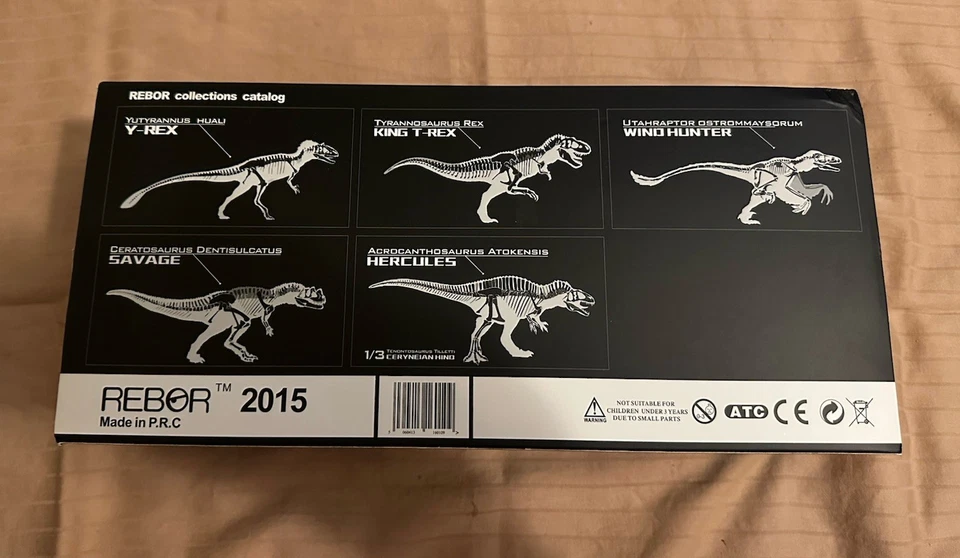 REBOR collections catalog
YUTYRANNUS HUALI
Y-REX
TYRANNOSAURUS REX
KING T-REX
UTAHRAPTOR OSTROMMAYSORUM
WIND HUNTER
CERATOSAURUS DENTISULCATUS
SAVAGE
ACROCANTHOSAURUS ATOKENSIS
HERCULES
1/3 TENONTOSAURUS TILLETTI
CERYNEIAN HIND
REBOR™ 2015
Made in P.R.C
WARNING
NOT SUITABLE FOR
CHILDREN UNDER 3 YEARS
DUE TO SMALL PARTS
0-3
ATC
CE